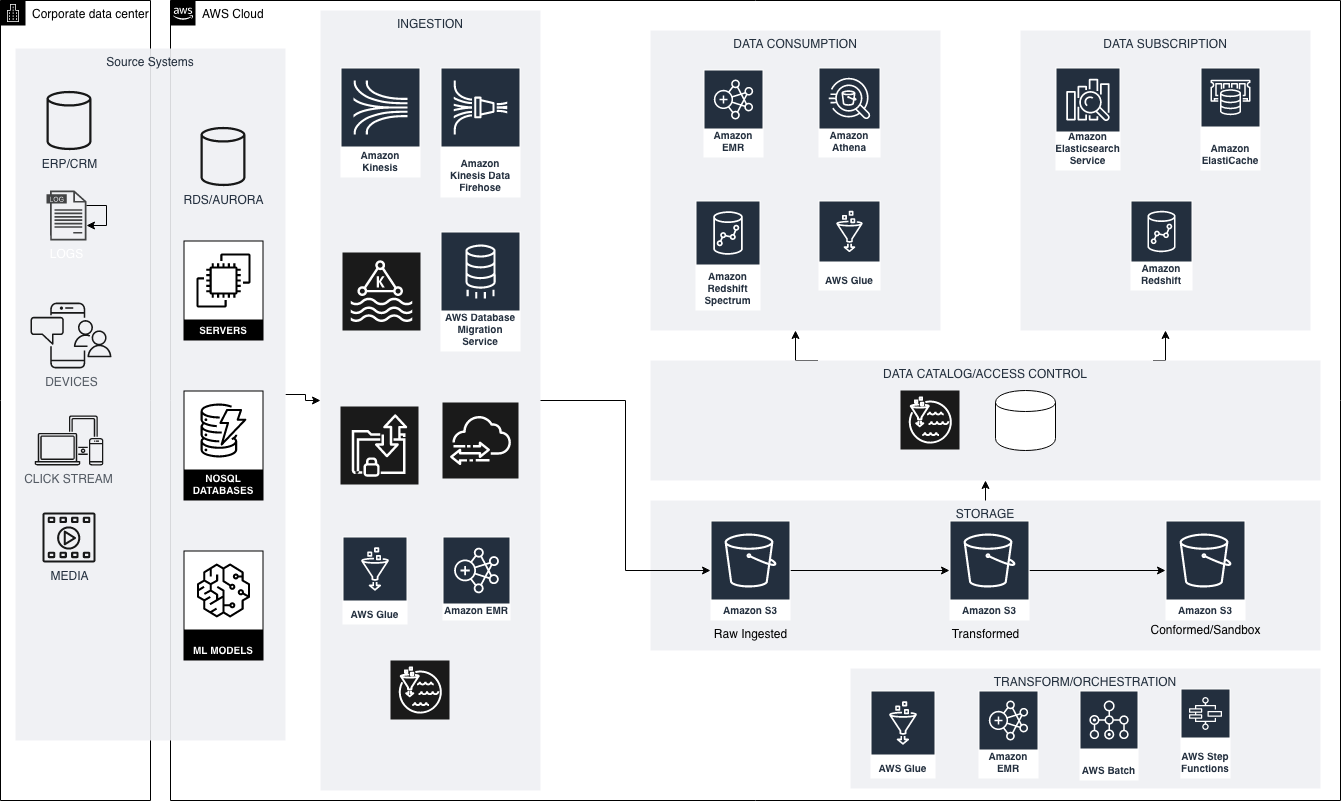 Corporate data center
aws
AWS Cloud
Source Systems
ERP/CRM
LOG
LOGS
DEVICES
CLICK STREAM
MEDIA
RDS/AURORA
SERVERS
NOSQL
DATABASES
ML MODELS
INGESTION
Amazon
Kinesis
Amazon
Kinesis Data
Firehose
K
AWS Database
Migration
Service
AWS Glue
Amazon EMR
DATA CONSUMPTION
Amazon
EMR
Amazon
Athena
Amazon
Redshift
Spectrum
AWS Glue
DATA SUBSCRIPTION
Amazon
Elasticsearch
Service
Amazon
ElastiCache
Amazon
Redshift
DATA CATALOG/ACCESS CONTROL
STORAGE
Amazon S3
Raw Ingested
Amazon S3
Transformed
Amazon S3
Conformed/Sandbox
TRANSFORM/ORCHESTRATION
AWS Glue
Amazon
EMR
AWS Batch
AWS Step
Functions